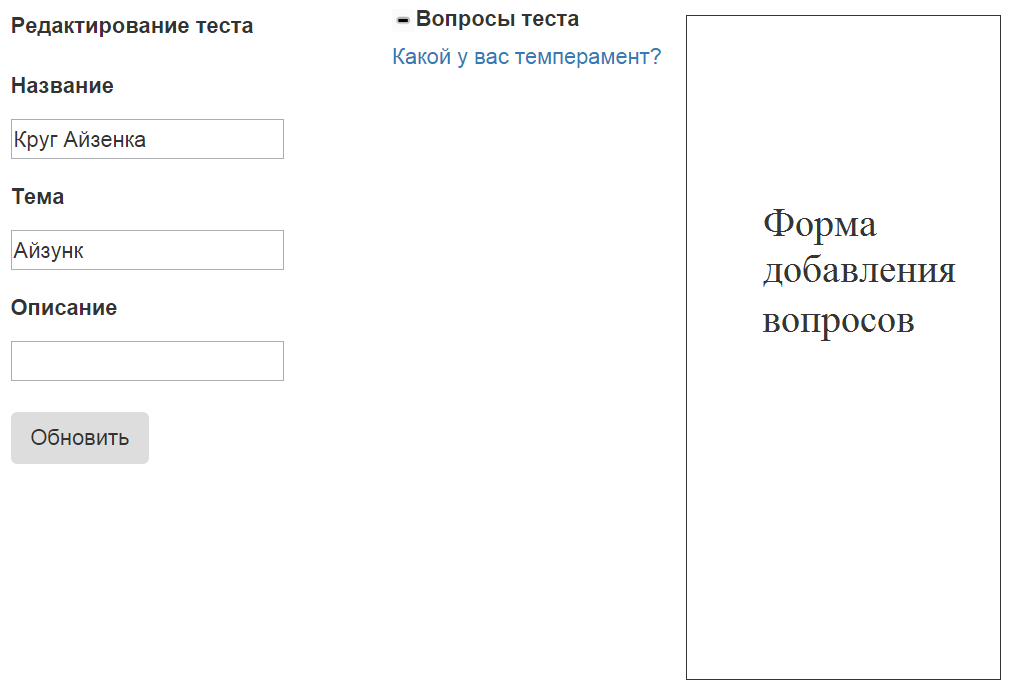 Редактирование теста
Название
Круг Айзенка
Тема
Айзунк
Описание
Обновить
Вопросы теста
Какой у вас темперамент?
Форма
добавления
вопросов